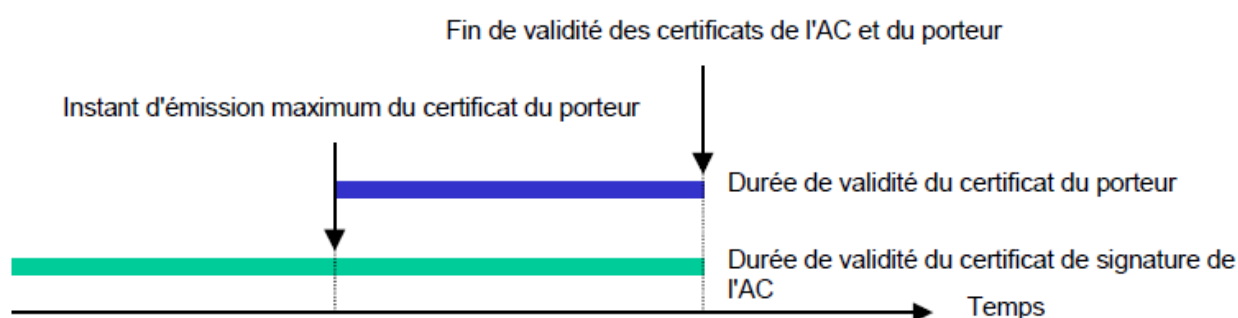 Fin de validité des certificats de l'AC et du porteur
Instant d'émission maximum du certificat du porteur
Durée de validité du certificat du porteur
Durée de validité du certificat de signature de
l'AC
Temps